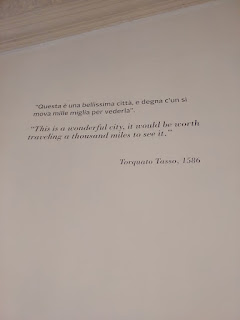 "Questa é una bellissima città, e degna c'un si
mova mille miglia per vederla".
"This is a wonderful city, it would be worth
traveling a thousand miles to see it."
Torquato Tasso, 1586